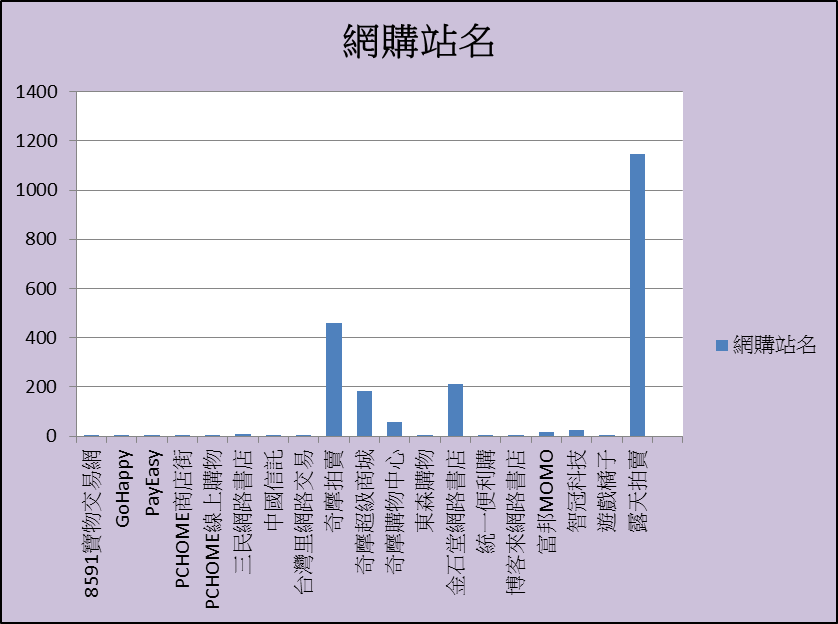 網購站名
1400
1200
1000
800
600
400
200
0
8591寶物交易網
GoHappy
PayEasy
PCHOME商店街
PCHOME線上購物
三民網路書店
中國信託
台灣里網路交易
奇摩拍賣
奇摩超級商城
奇摩購物中心
東森購物
金石堂網路書店
統一便利購
博客來網路書店
富邦MOMO
智冠科技
遊戲橘子
露天拍賣
網購站名